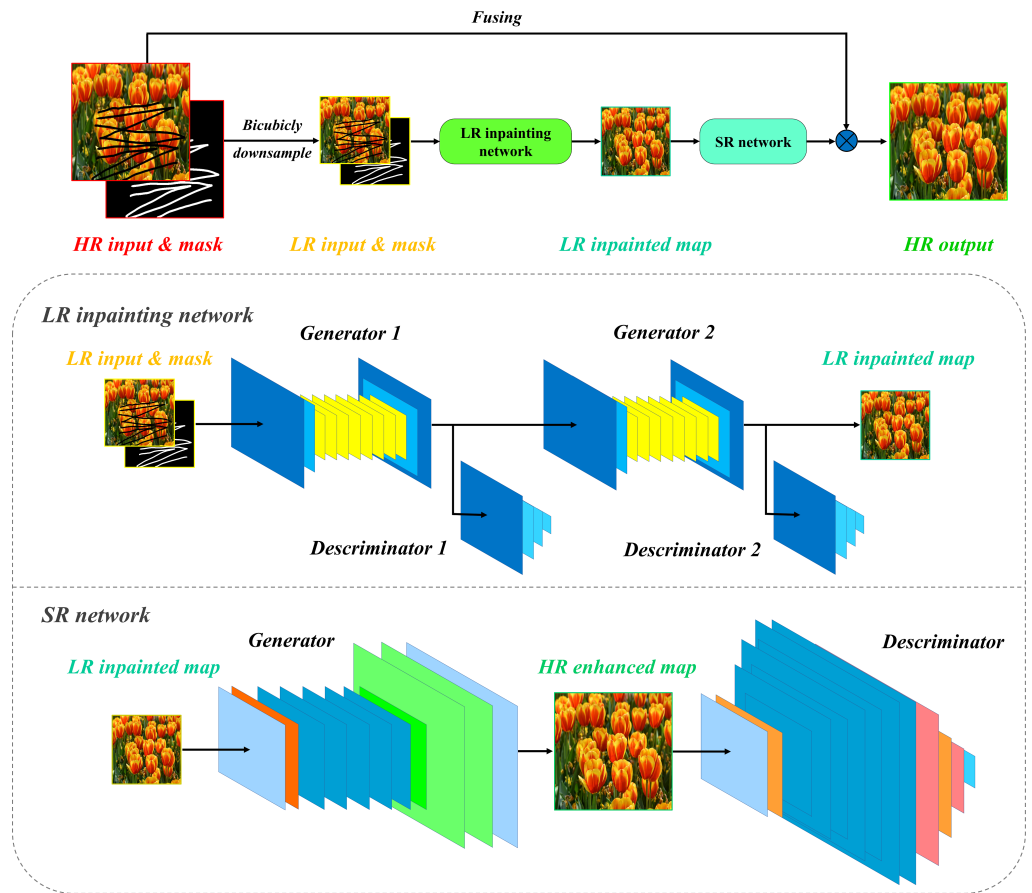 Fusing
Bicubicly
downsample
LR inpainting
network
SR network
HR input & mask
LR input & mask
LR inpainted map
HR output
LR inpainting network
Generator 1
Generator 2
LR input & mask
LR inpainted map
Descriminator 1
Descriminator 2
SR network
Generator
Descriminator
LR inpainted map
HR enhanced map